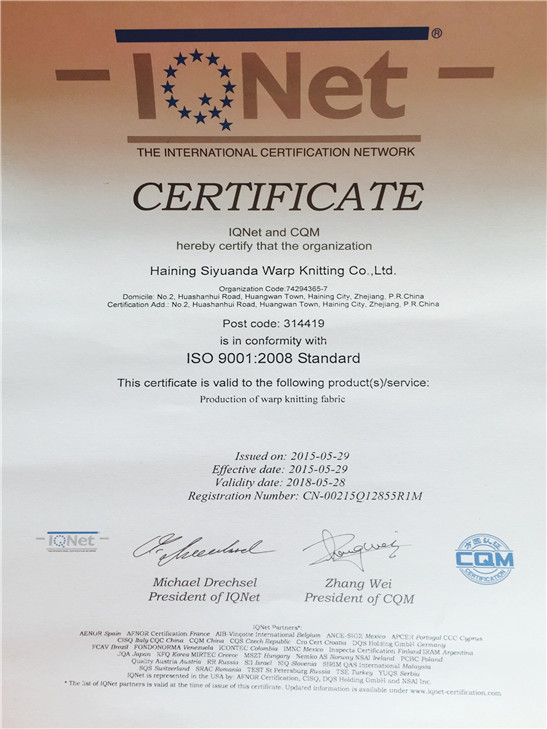 IQNet ®
THE INTERNATIONAL CERTIFICATION NETWORK
CERTIFICATE
IQNet and CQM
hereby certify that the organization
Haining Siyuanda Warp Knitting Co.,Ltd.
Organization Code:74294365-7
Domicile: No.2, Huashanhui Road, Huangwan Town, Haining City, Zhejiang, P.R.China
Certification Add.: No.2, Huashanhui Road, Huangwan Town, Haining City, Zhejiang, P.R.China
Post code: 314419
is in conformity with
ISO 9001:2008 Standard
This certificate is valid to the following product(s)/service:
Production of warp knitting fabric
Issued on: 2015-05-29
Effective date: 2015-05-29
Validity date: 2018-05-28
Registration Number: CN-00215Q12855R1M
IQNet
方圆认证
CQM
CERTIFICATION
Michael Drechsel
President of IQNet
Zhang Wei
President of CQM
IQNet Partners*:
AENOR Spain AFNOR Certification France AIB-Vinçotte International Belgium ANCE-SIGE Mexico APCER Portugal CCC Cyprus
CISQ Italy CQC China CQM China CQS Czech Republic Cro Cert Croatia DQS Holding GmbH Germany
FCAV Brazil FONDONORMA Venezuela ICONTEC Colombia IMNC Mexico Inspecta Certification Finland IRAM Argentina
JQA Japan KFQ Korea MIRTEC Greece MSZT Hungary Nemko AS Norway NSAI Ireland PCBC Poland
Quality Austria Austria RR Russia SII Israel SIQ Slovenia SIRIM QAS International Malaysia
SQS Switzerland SRAC Romania TEST St Petersburg Russia TSE Turkey YUQS Serbia
IQNet is represented in the USA by: AFNOR Certification, CISQ, DQS Holding GmbH and NSAI Inc.
* The list of IQNet partners is valid at the time of issue of this certificate. Updated information is available under www.iqnet-certification.com